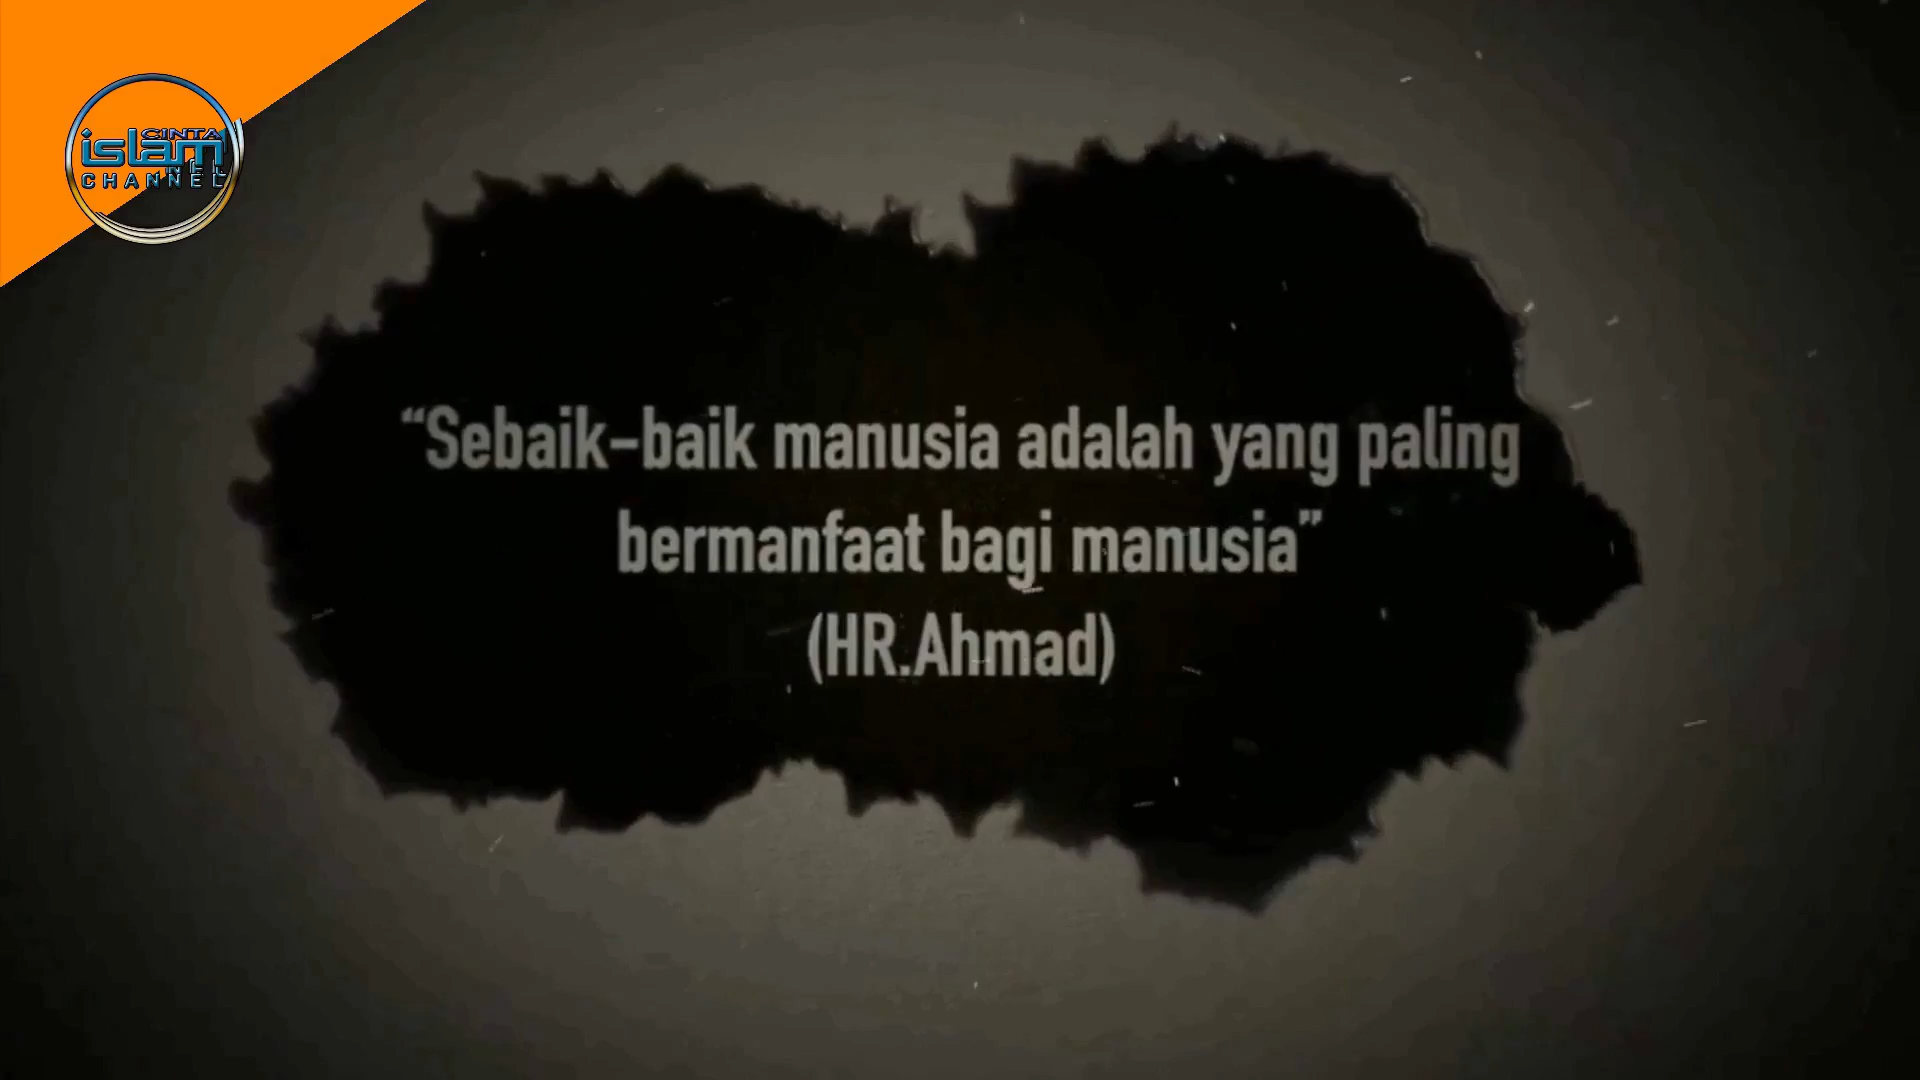 CINTA
islam
CHANNEL
“Sebaik-baik manusia adalah yang paling
bermanfaat bagi manusia”
(HR.Ahmad)